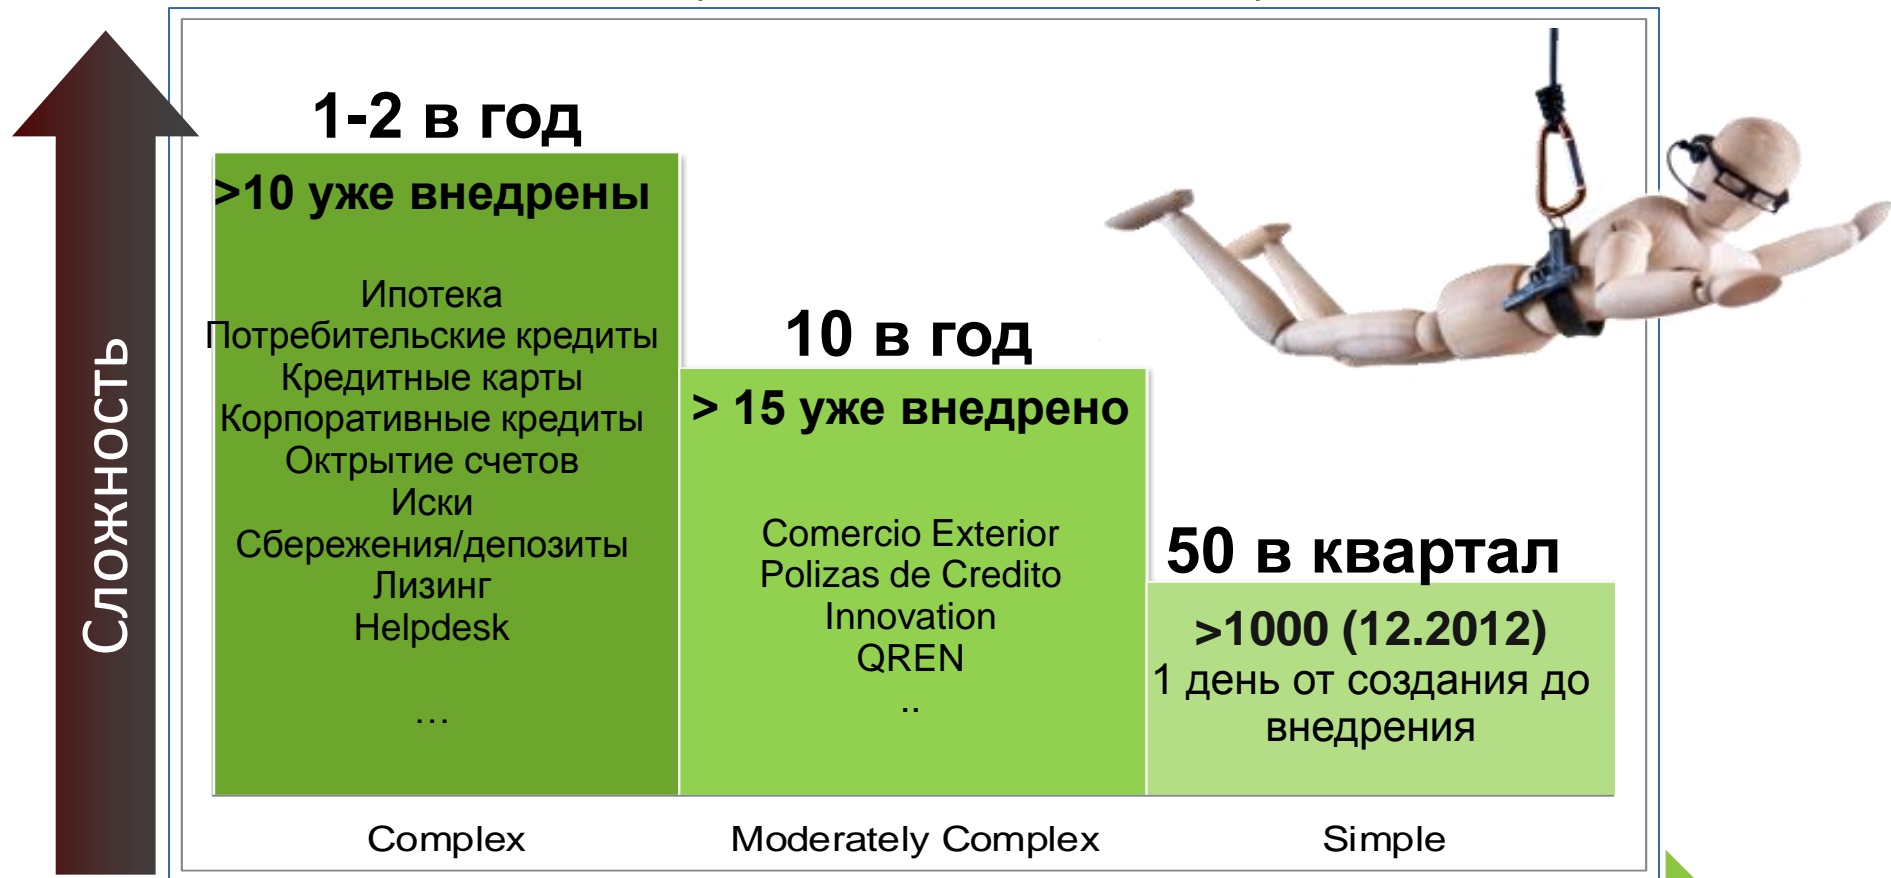 1-2 в год
>10 уже внедрены
Ипотека
Потребительские кредиты
Кредитные карты
Корпоративные кредиты
Октрытие счетов
Иски
Сбережения/депозиты
Лизинг
Helpdesk
…
10 в год
> 15 уже внедрено
Comercio Exterior
Polizas de Credito
Innovation
QREN
..
50 в квартал
>1000 (12.2012)
1 день от создания до
внедрения
Сложность
Complex
Moderately Complex
Simple